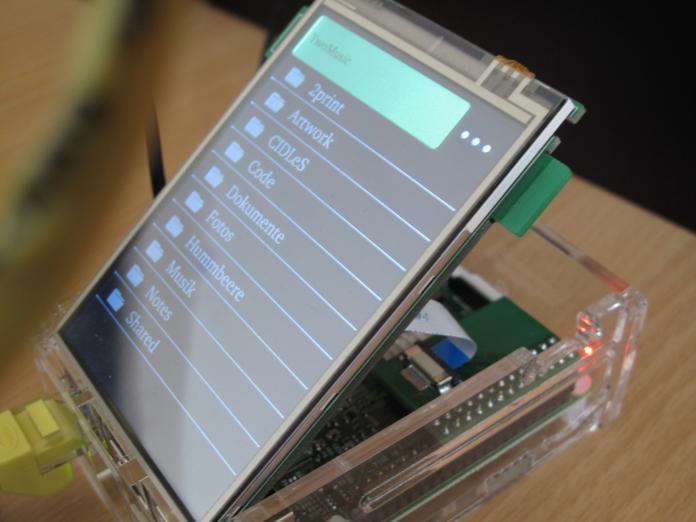 TwoMusic
2print
Artwork
CIDLeS
Code
Dokumente
Fotos
Hummbeere
Musik
Notes
Shared